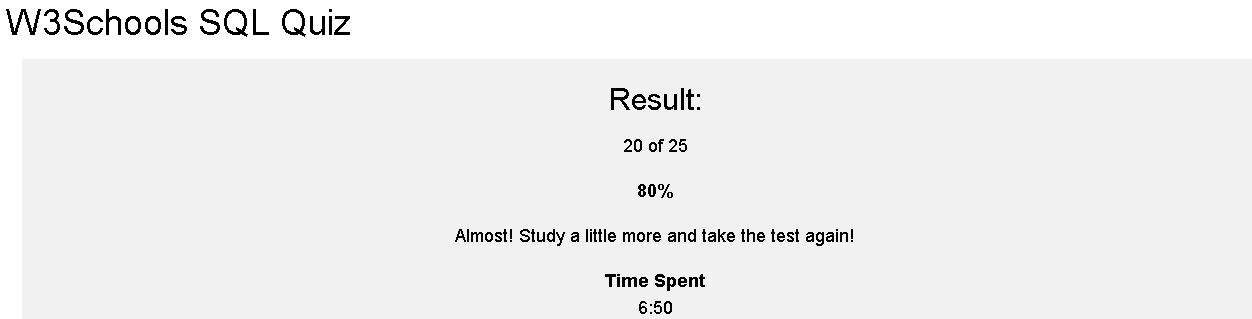 W3Schools SQL Quiz
Result:
20 of 25
80%
Almost! Study a little more and take the test again!
Time Spent
6:50